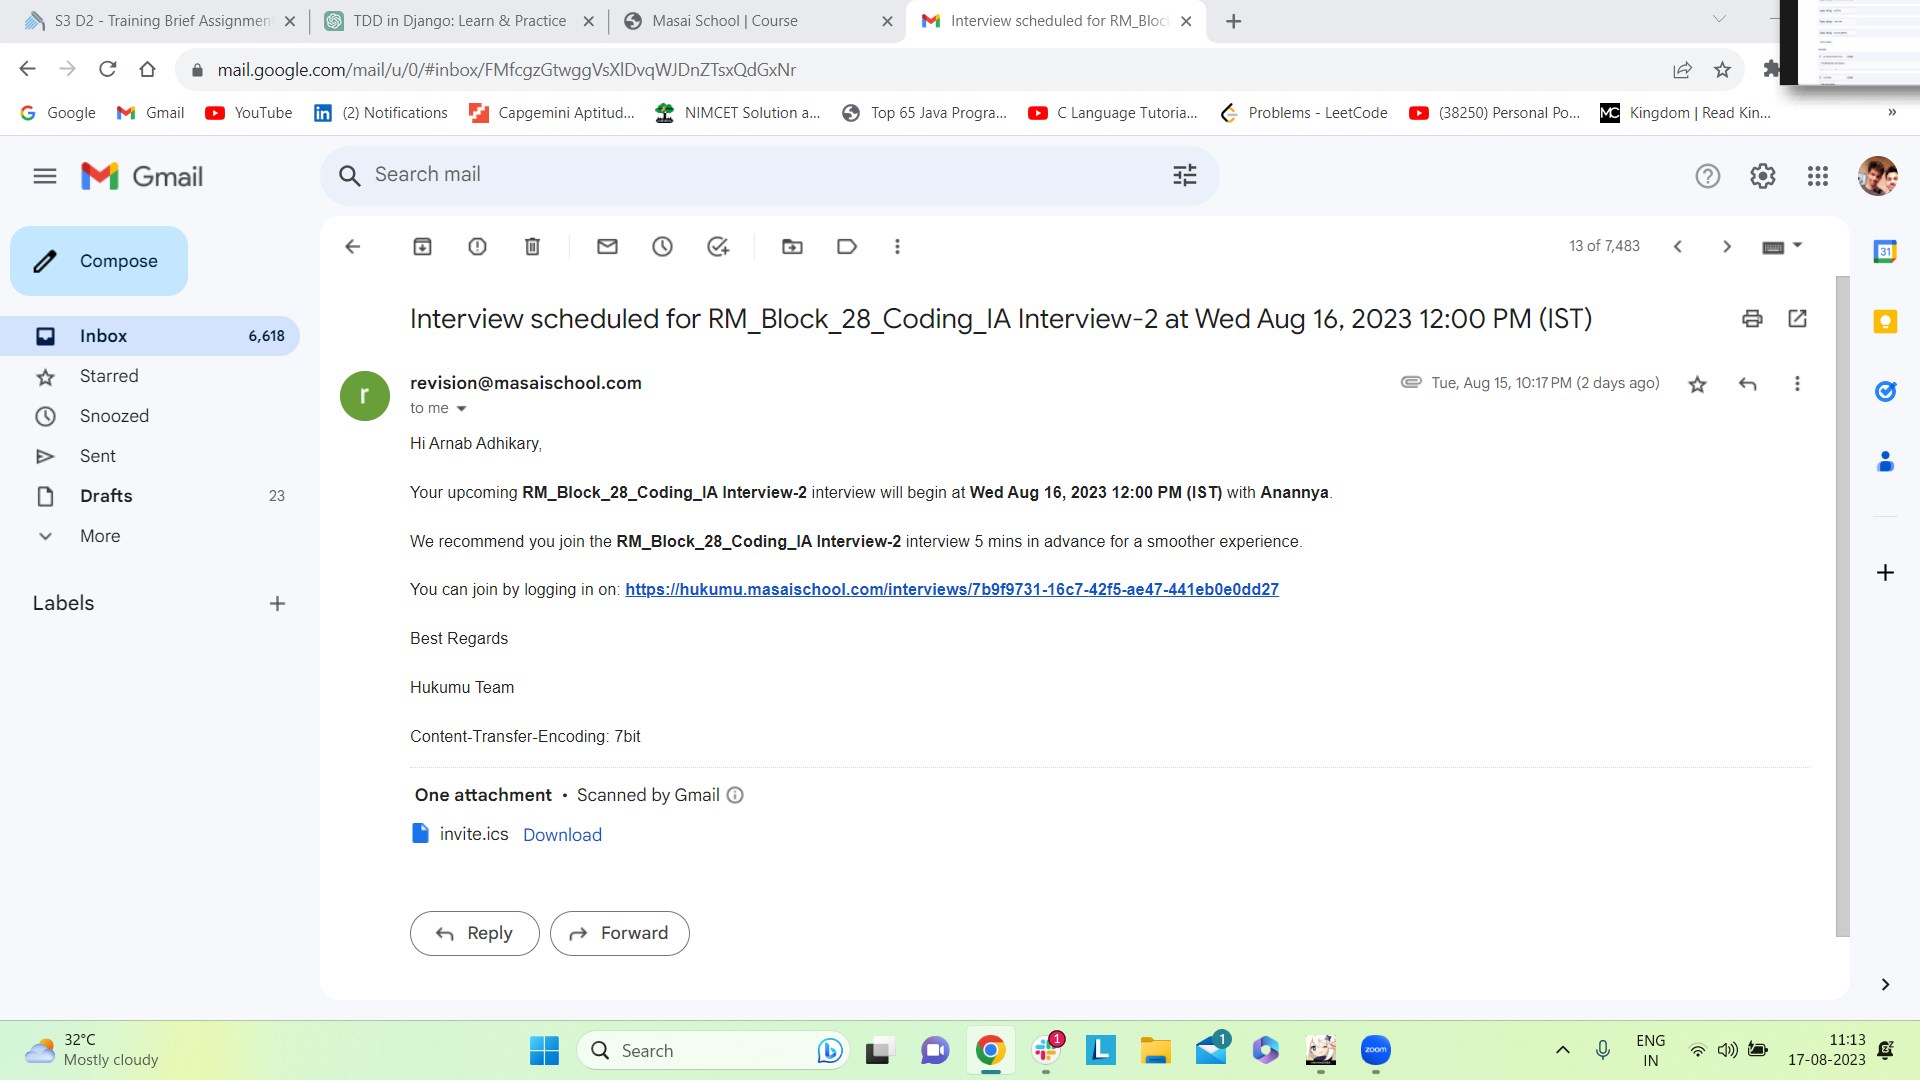 S3 D2 - Training Brief Assignmen
TDD in Django: Learn & Practice
Masai School | Course
Interview scheduled for RM_Bloc
mail.google.com/mail/u/0/#inbox/FMfcgzGtwggVsXlDvqWJDnZTsxQdGxNr
Google
Gmail
YouTube
(2) Notifications
Capgemini Aptitud...
NIMCET Solution a...
Top 65 Java Progra...
C Language Tutoria...
Problems - LeetCode
(38250) Personal Po...
MC
Kingdom | Read Kin...
»
Gmail
Search mail
Compose
13 of 7,483
31
Interview scheduled for RM_Block_28_Coding_IA Interview-2 at Wed Aug 16, 2023 12:00 PM (IST)
Inbox 6,618
Starred
Snoozed
Sent
Drafts 23
More
Labels
r
revision@masaischool.com
Tue, Aug 15, 10:17 PM (2 days ago)
to me
Hi Arnab Adhikary,
Your upcoming RM_Block_28_Coding_IA Interview-2 interview will begin at Wed Aug 16, 2023 12:00 PM (IST) with Anannya.
We recommend you join the RM_Block_28_Coding_IA Interview-2 interview 5 mins in advance for a smoother experience.
You can join by logging in on: https://hukumu.masaischool.com/interviews/7b9f9731-16c7-42f5-ae47-441eb0e0dd27
Best Regards
Hukumu Team
Content-Transfer-Encoding: 7bit
One attachment • Scanned by Gmail
invite.ics Download
Reply
Forward
32°C
Mostly cloudy
Search
1
L
1
zoom
ENG
IN
11:13
17-08-2023